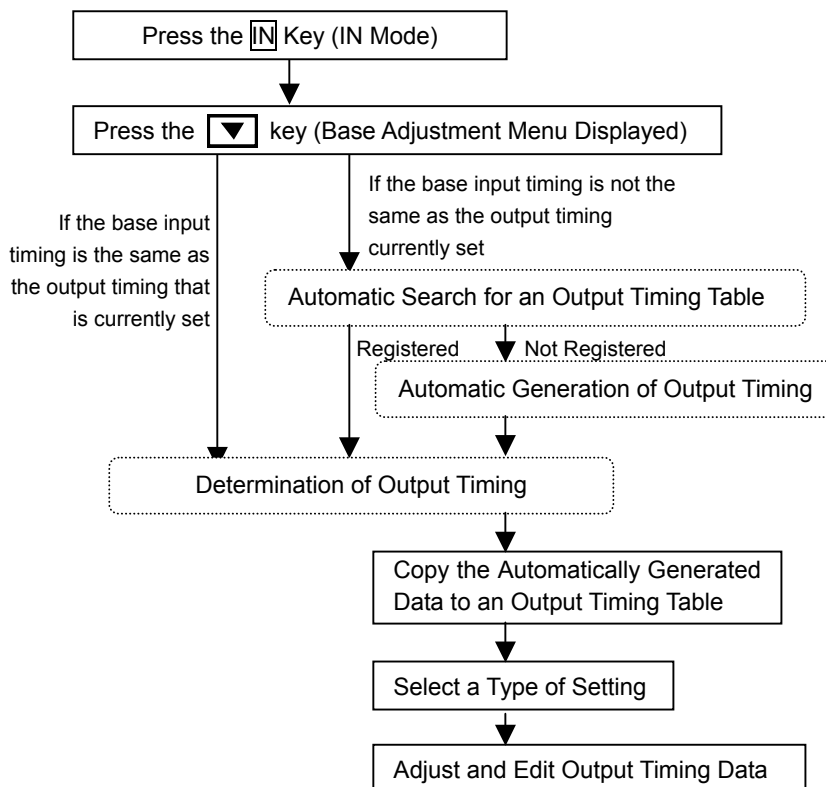 Press the IN Key (IN Mode)
Press the ▼ key (Base Adjustment Menu Displayed)
If the base input
timing is the same as
the output timing that
is currently set
If the base input timing is not the
same as the output timing
currently set
Automatic Search for an Output Timing Table
Registered
Not Registered
Automatic Generation of Output Timing
Determination of Output Timing
Copy the Automatically Generated
Data to an Output Timing Table
Select a Type of Setting
Adjust and Edit Output Timing Data